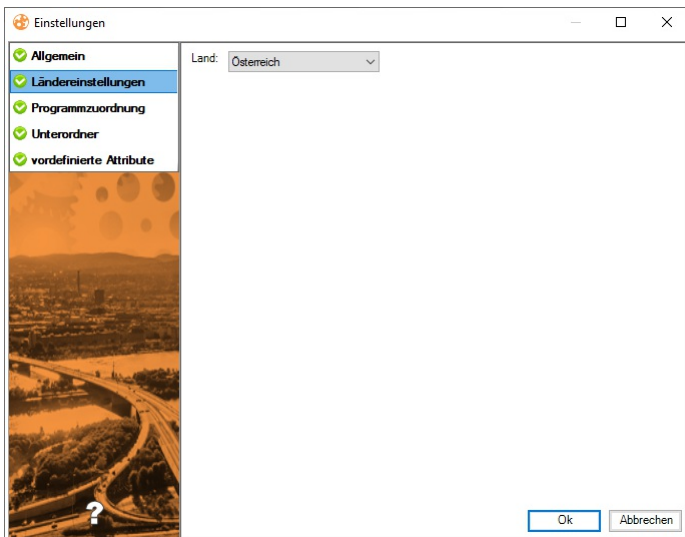 Einstellungen
Allgemein
Ländereinstellungen
Programmzuordnung
Unterordner
vordefinierte Attribute
Land: Österreich
?
Ok Abbrechen